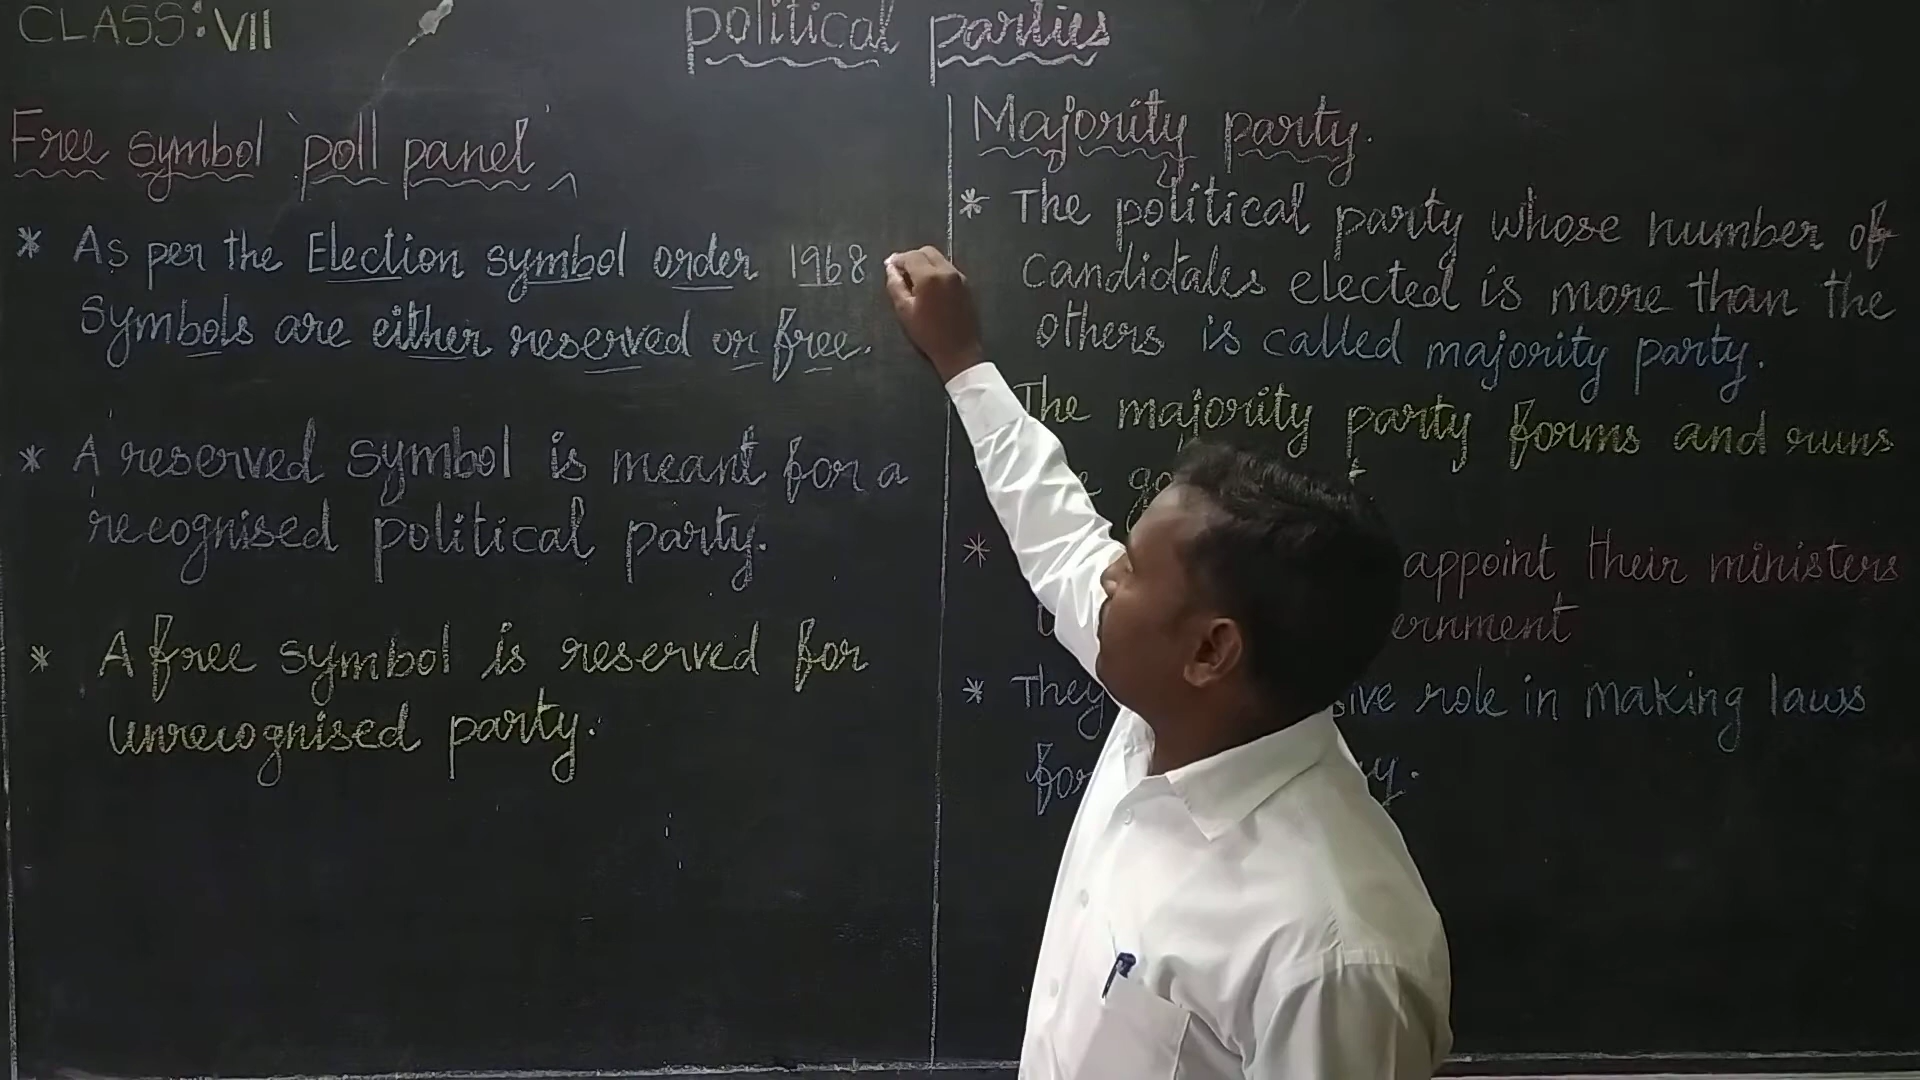 CLASS: VII
political parties
Free symbol 'poll panel'
* As per the Election symbol order 1968
symbols are either reserved or free.
* A reserved symbol is meant for a
recognised political party.
* A free symbol is reserved for
unrecognised party.
Majority party.
* The political party whose number of
candidates elected is more than the
others is called majority party.
The majority party forms and runs
* appoint their ministers
ernment
* They sive role in making laws
for